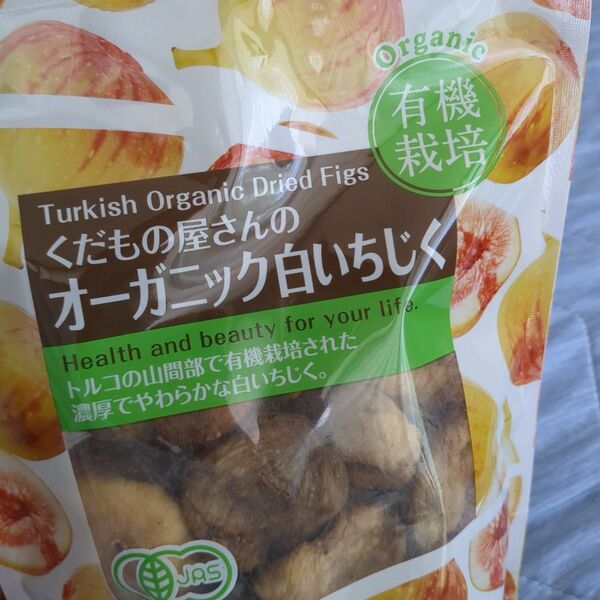 Organic
有機
栽培
Turkish Organic Dried Figs
くだもの屋さんの
オーガニック白いちじく
Health and beauty for your life.
トルコの山間部で有機栽培された
濃厚でやわらかな白いちじく。
JAS